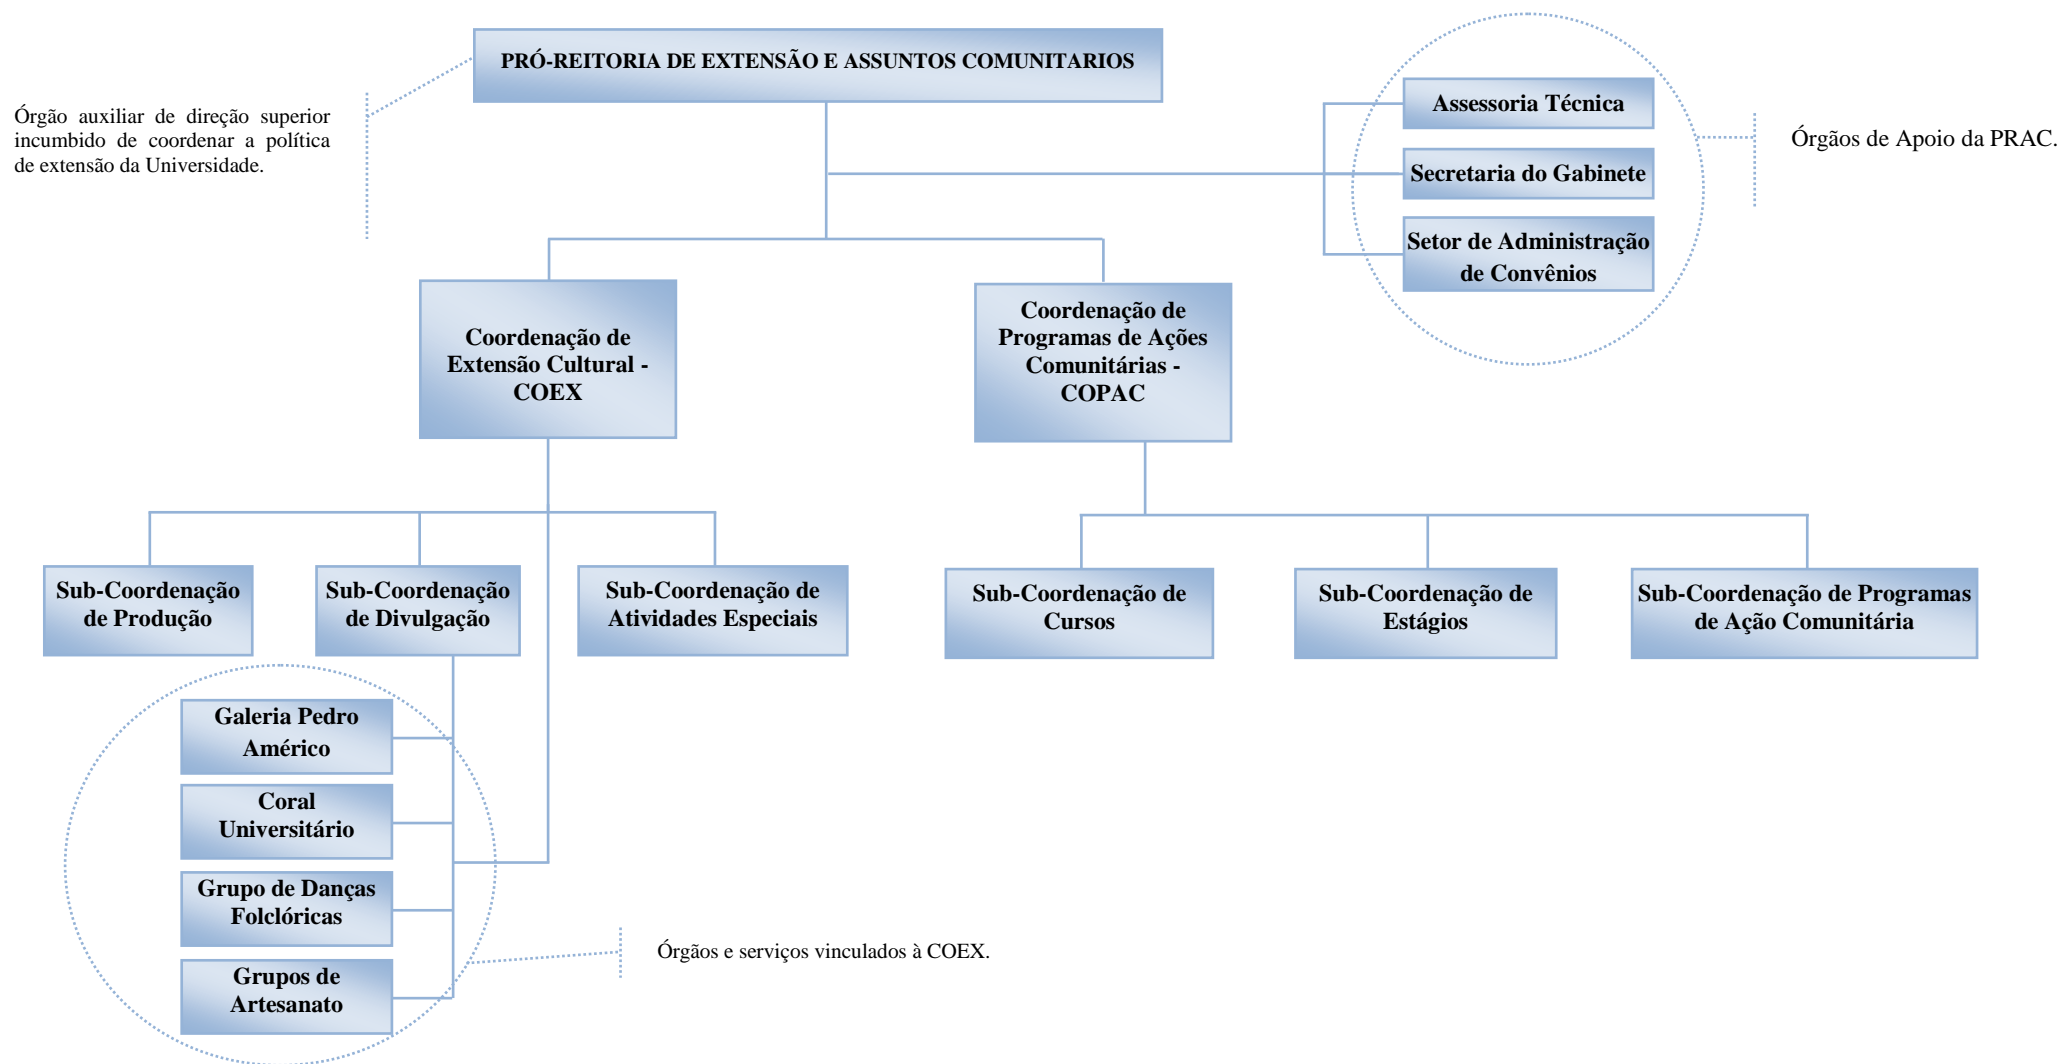 PRÓ-REITORIA DE EXTENSÃO E ASSUNTOS COMUNITARIOS
Órgão auxiliar de direção superior
incumbido de coordenar a política
de extensão da Universidade.
Assessoria Técnica
Secretaria do Gabinete
Setor de Administração
de Convênios
Órgãos de Apoio da PRAC.
Coordenação de
Extensão Cultural -
COEX
Coordenação de
Programas de Ações
Comunitárias -
COPAC
Sub-Coordenação
de Produção
Sub-Coordenação
de Divulgação
Sub-Coordenação de
Atividades Especiais
Sub-Coordenação de
Cursos
Sub-Coordenação de
Estágios
Sub-Coordenação de Programas
de Ação Comunitária
Galeria Pedro
Américo
Coral
Universitário
Grupo de Danças
Folclóricas
Grupos de
Artesanato
Órgãos e serviços vinculados à COEX.